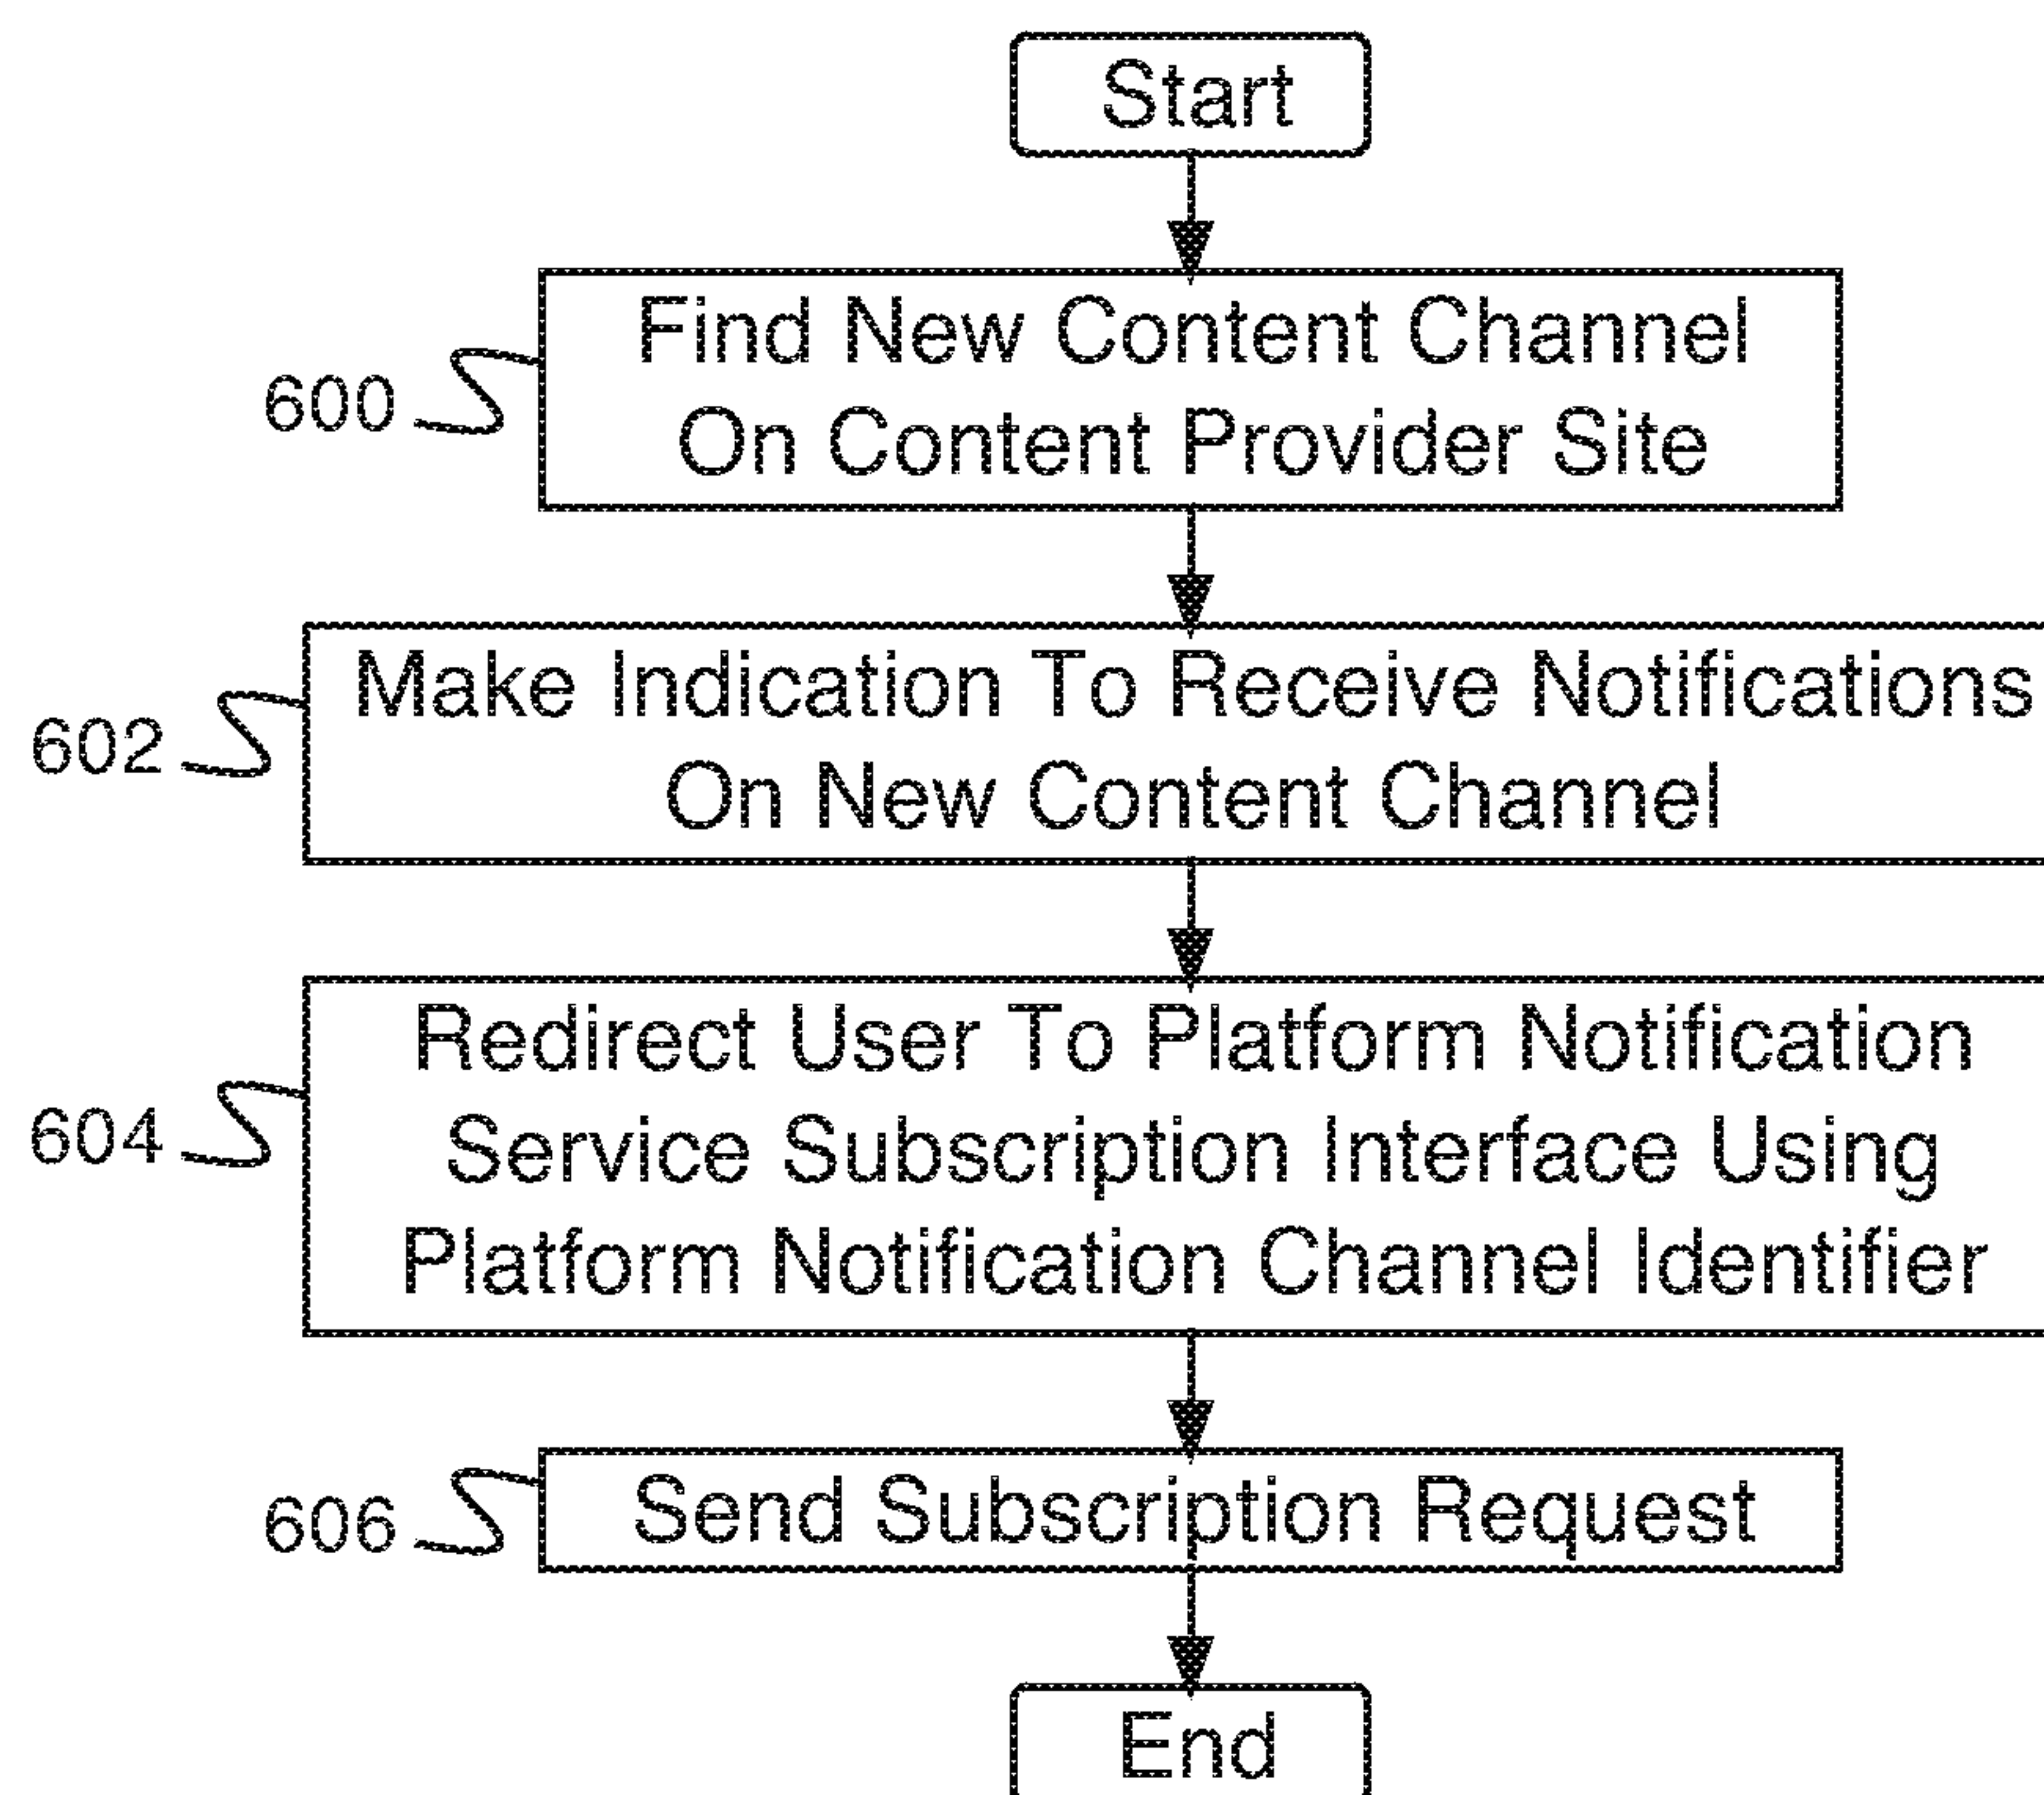 Start
600
Find New Content Channel
On Content Provider Site
602
Make Indication To Receive Notifications
On New Content Channel
604
Redirect User To Platform Notification
Service Subscription Interface Using
Platform Notification Channel Identifier
606
Send Subscription Request
End